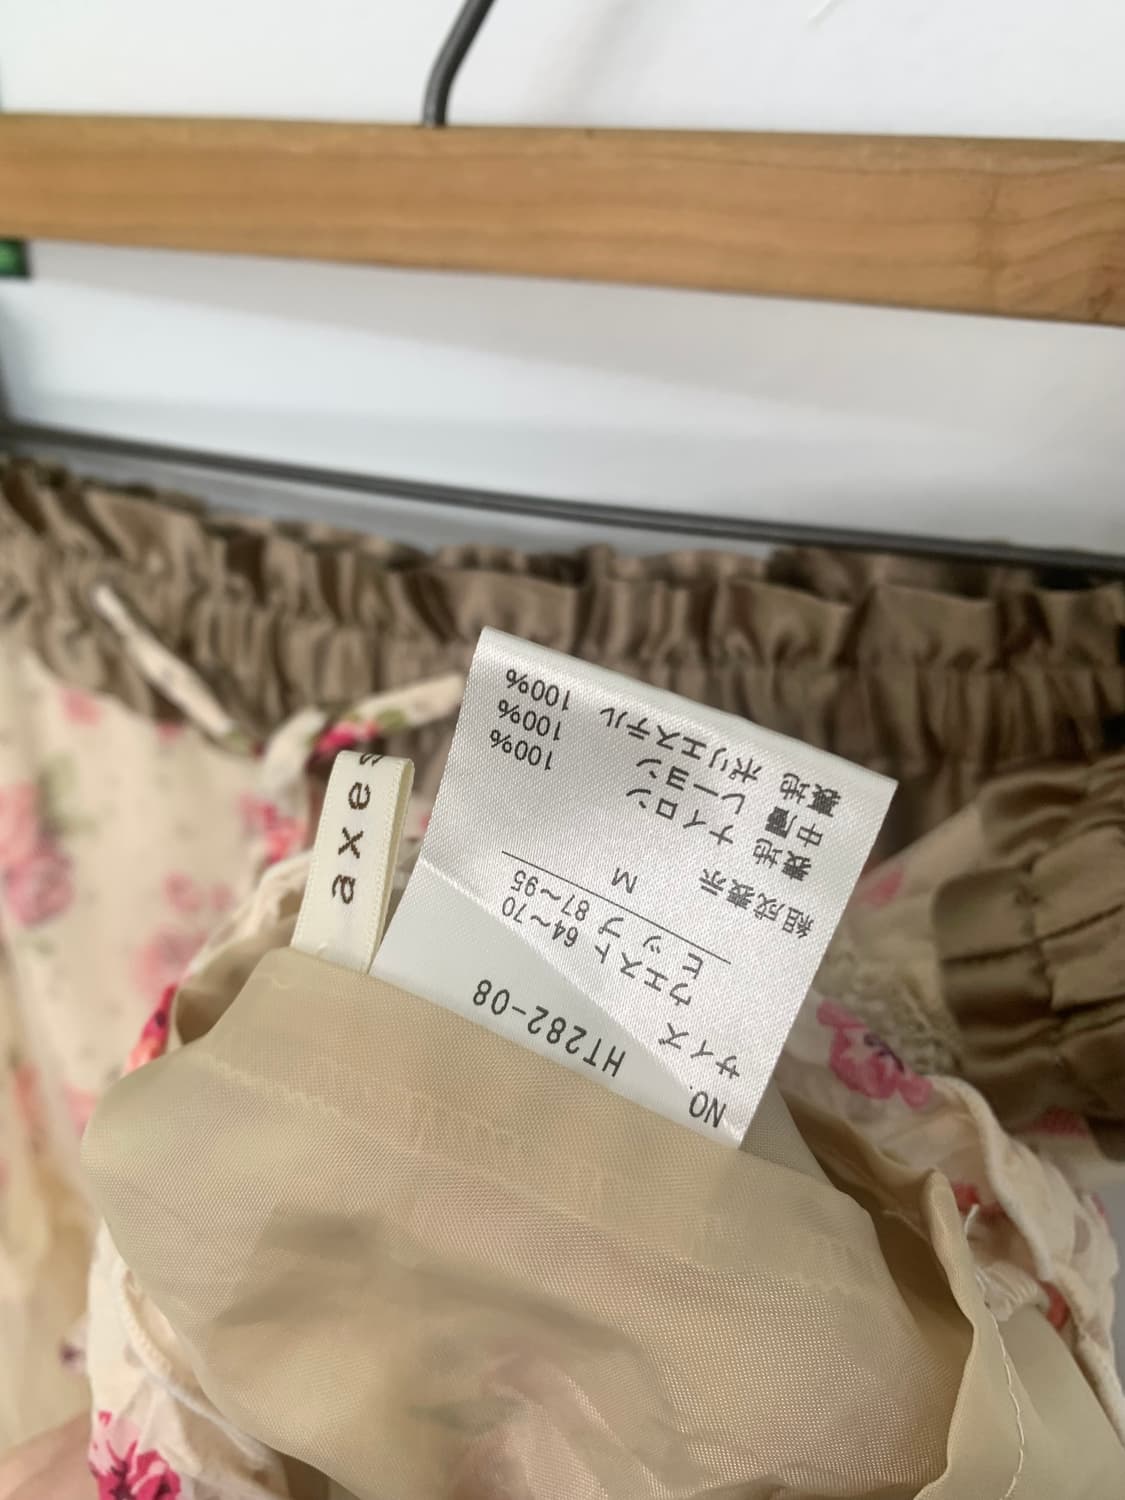 NO. HT282-08
サイズ M
ウエスト 64～70
ヒップ 87～95
組成表示
表地 ナイロン 100%
中層 レーヨン 100%
裏地 ポリエステル 100%
axes